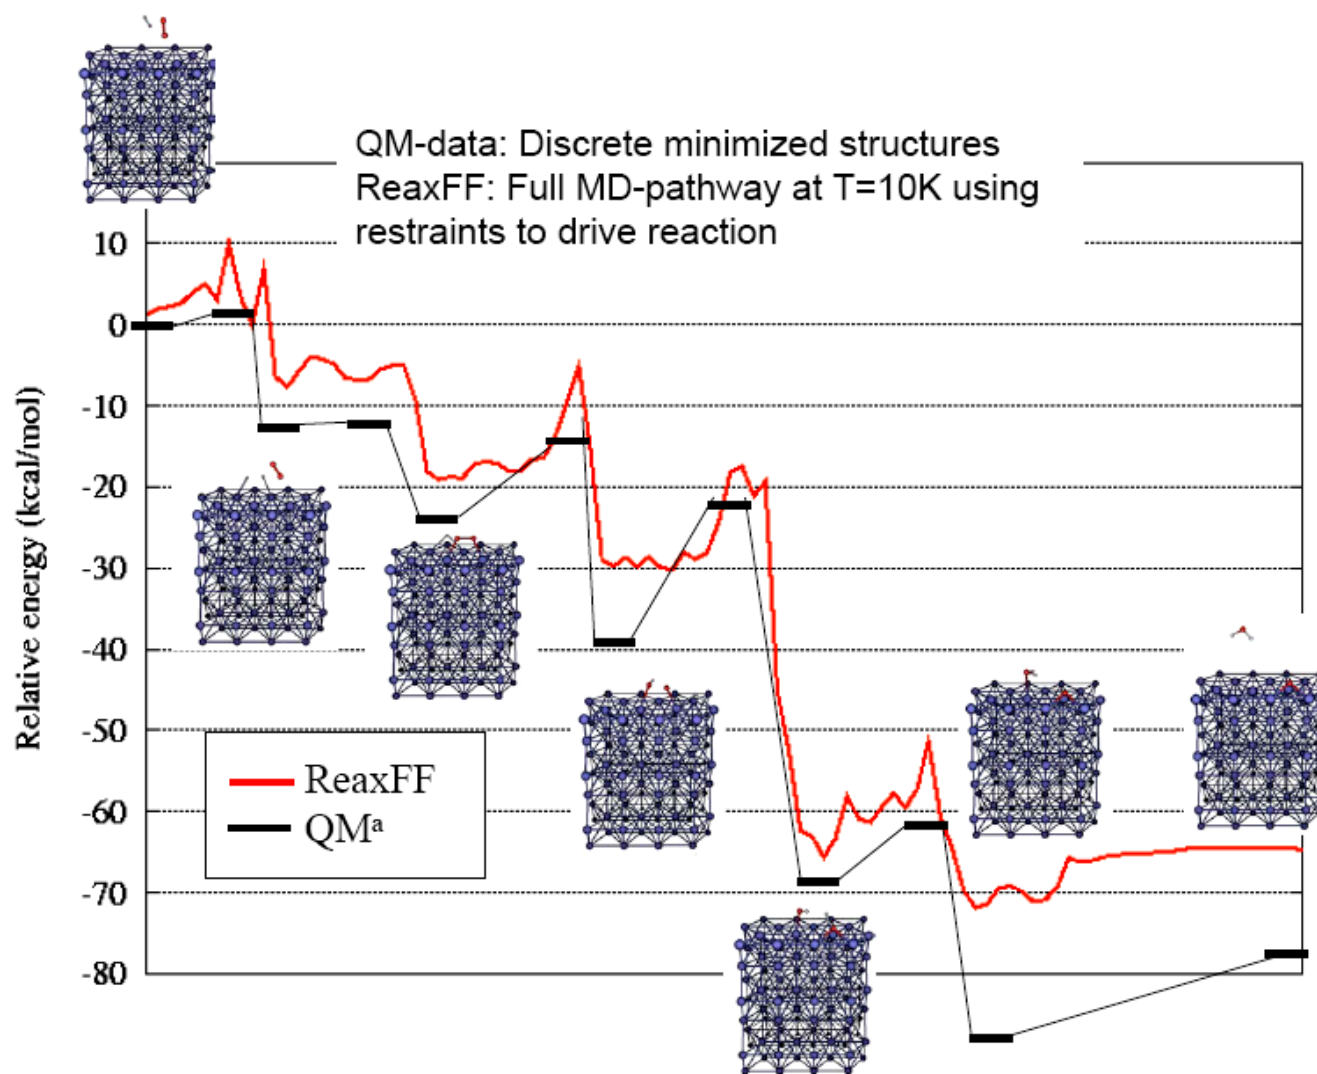 QM-data: Discrete minimized structures
ReaxFF: Full MD-pathway at T=10K using
restraints to drive reaction
10
0
-10
-20
-30
-40
-50
-60
-70
-80
Relative energy (kcal/mol)
ReaxFF
QMᵃ